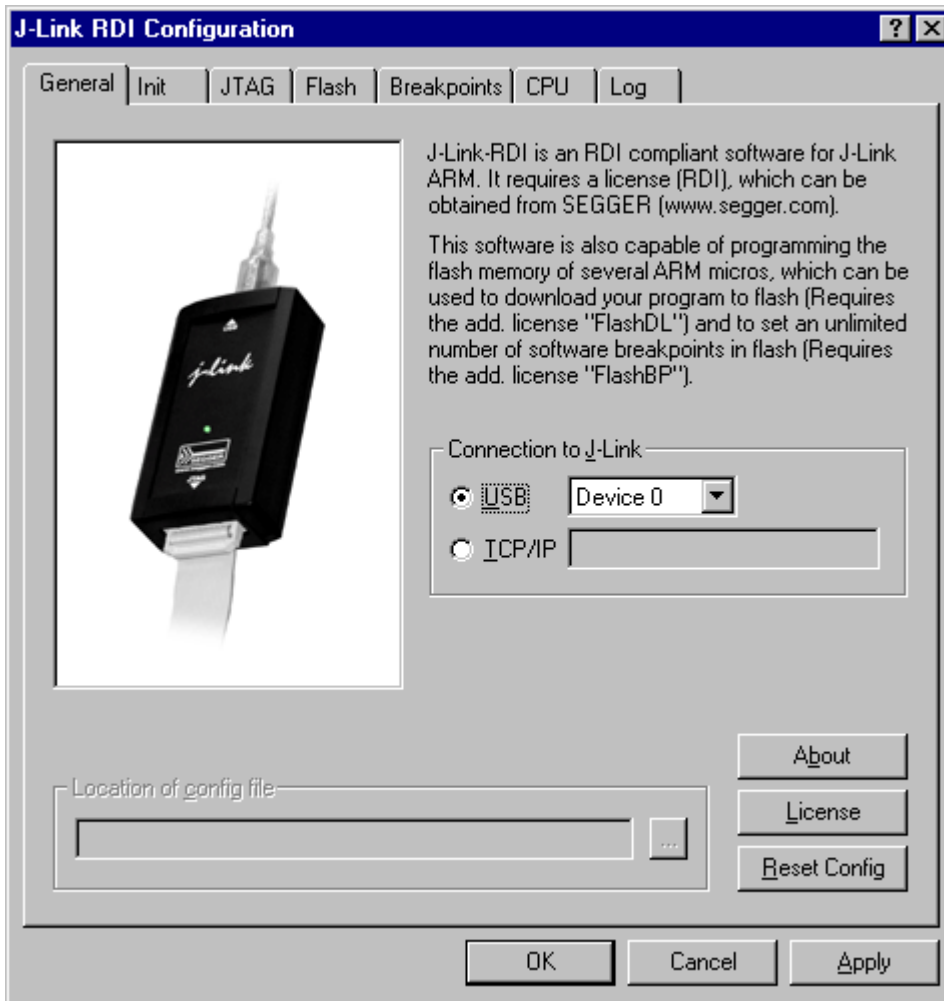 J-Link RDI Configuration
General Init JTAG Flash Breakpoints CPU Log
J-Link-RDI is an RDI compliant software for J-Link
ARM. It requires a license (RDI), which can be
obtained from SEGGER (www.segger.com).
This software is also capable of programming the
flash memory of several ARM micros, which can be
used to download your program to flash (Requires
the add. license "FlashDL") and to set an unlimited
number of software breakpoints in flash (Requires
the add. license "FlashBP").
j-link
Connection to J-Link
USB Device 0
TCP/IP
About
Location of config file
License
...
Reset Config
OK Cancel Apply